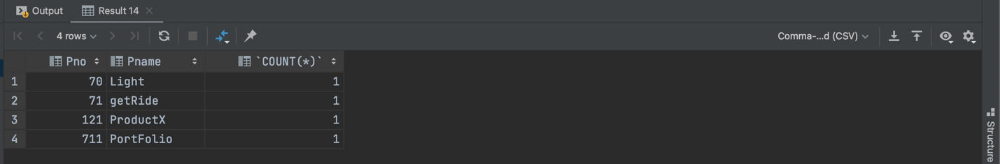 Output Result 14
4 rows Comma-...d (CSV)
Pno Pname `COUNT(*)`
1 70 Light 1
2 71 getRide 1
3 121 ProductX 1
4 711 PortFolio 1
Structure